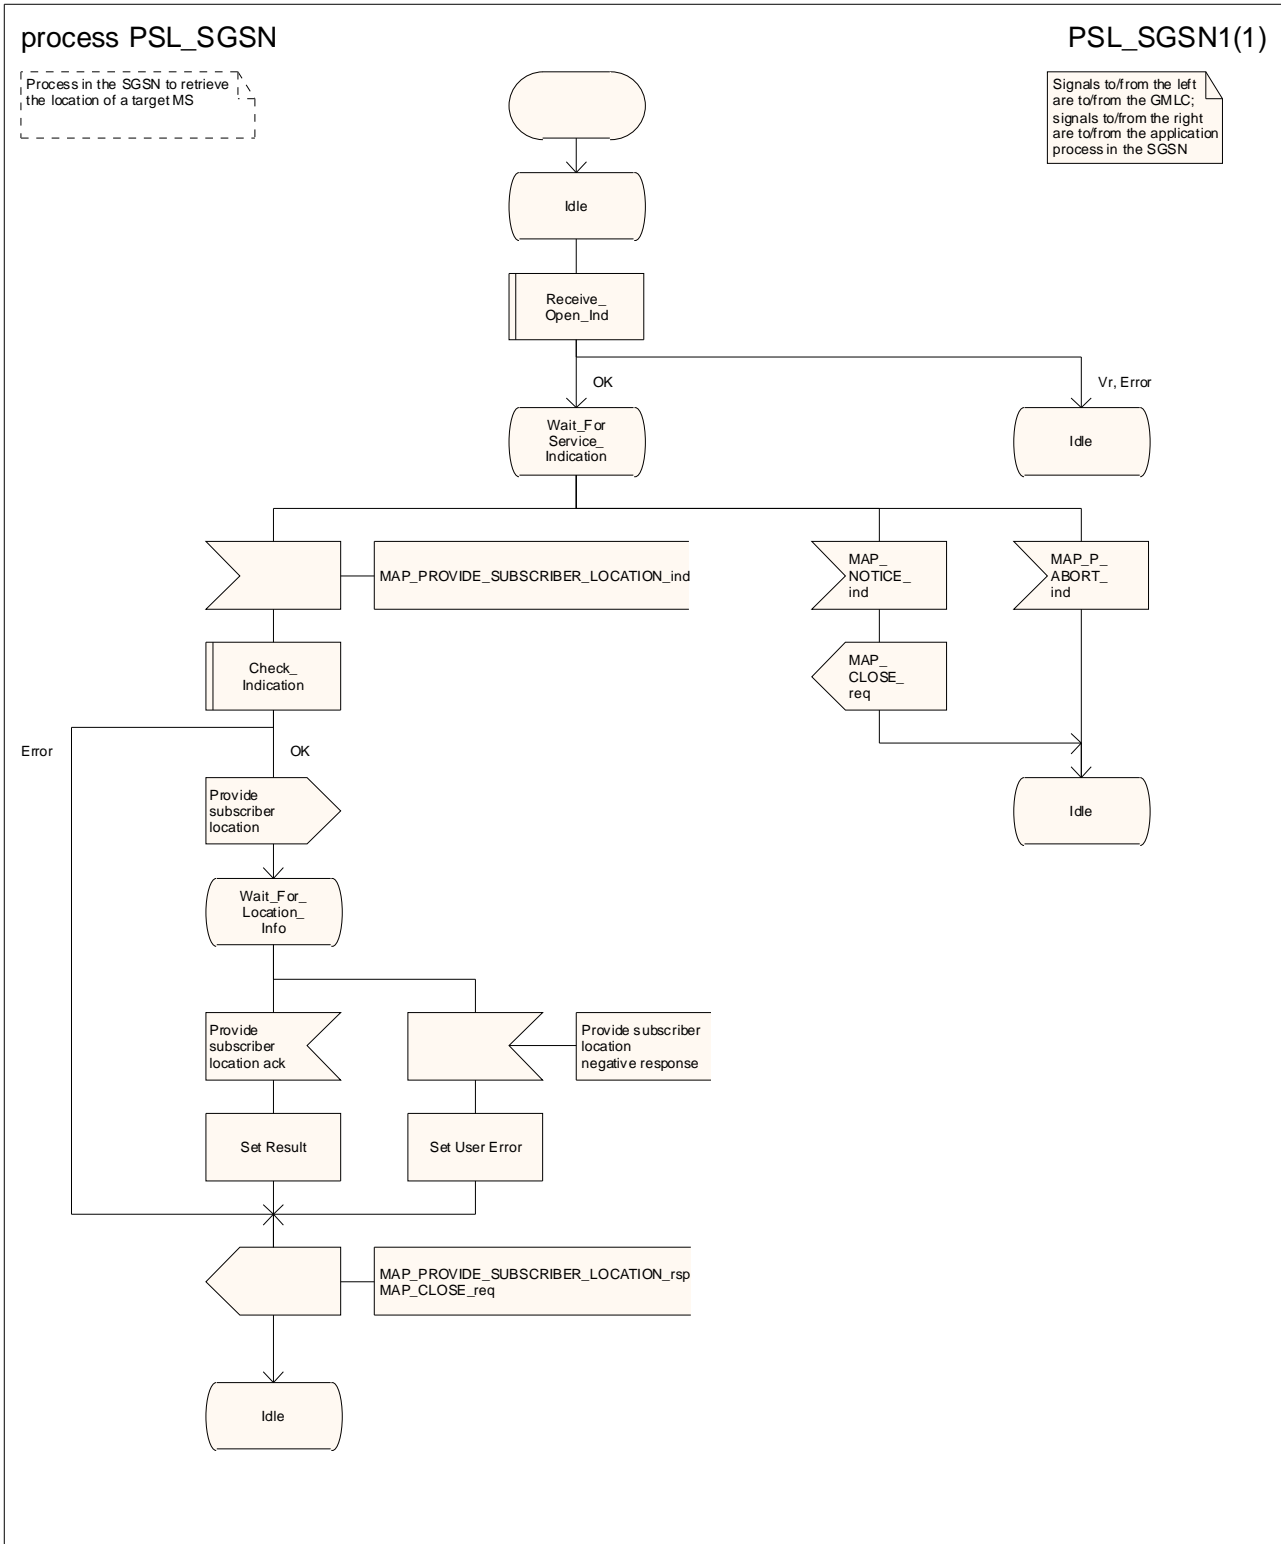 process PSL_SGSN
PSL_SGSN1(1)
Process in the SGSN to retrieve
the location of a target MS
Signals to/from the left
are to/from the GMLC;
signals to/from the right
are to/from the application
process in the SGSN
Idle
Receive_
Open_Ind
OK
Vr, Error
Wait_For
Service_
Indication
Idle
MAP_PROVIDE_SUBSCRIBER_LOCATION_ind
MAP_
NOTICE_
ind
MAP_P_
ABORT_
ind
Check_
Indication
MAP_
CLOSE_
req
Error
OK
Provide
subscriber
location
Idle
Wait_For_
Location_
Info
Provide
subscriber
location ack
Provide subscriber
location
negative response
Set Result
Set User Error
MAP_PROVIDE_SUBSCRIBER_LOCATION_rsp
MAP_CLOSE_req
Idle